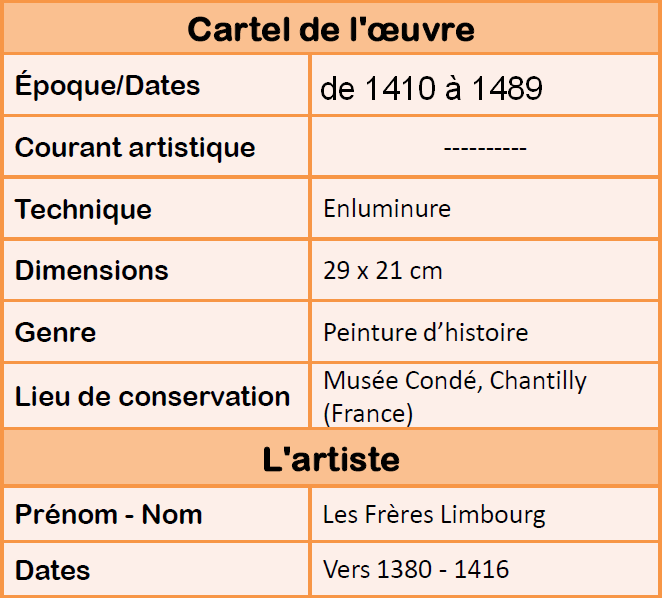 Cartel de l'œuvre
Époque/Dates
de 1410 à 1489
Courant artistique
----------
Technique
Enluminure
Dimensions
29 x 21 cm
Genre
Peinture d’histoire
Lieu de conservation
Musée Condé, Chantilly
(France)
L'artiste
Prénom - Nom
Les Frères Limbourg
Dates
Vers 1380 - 1416